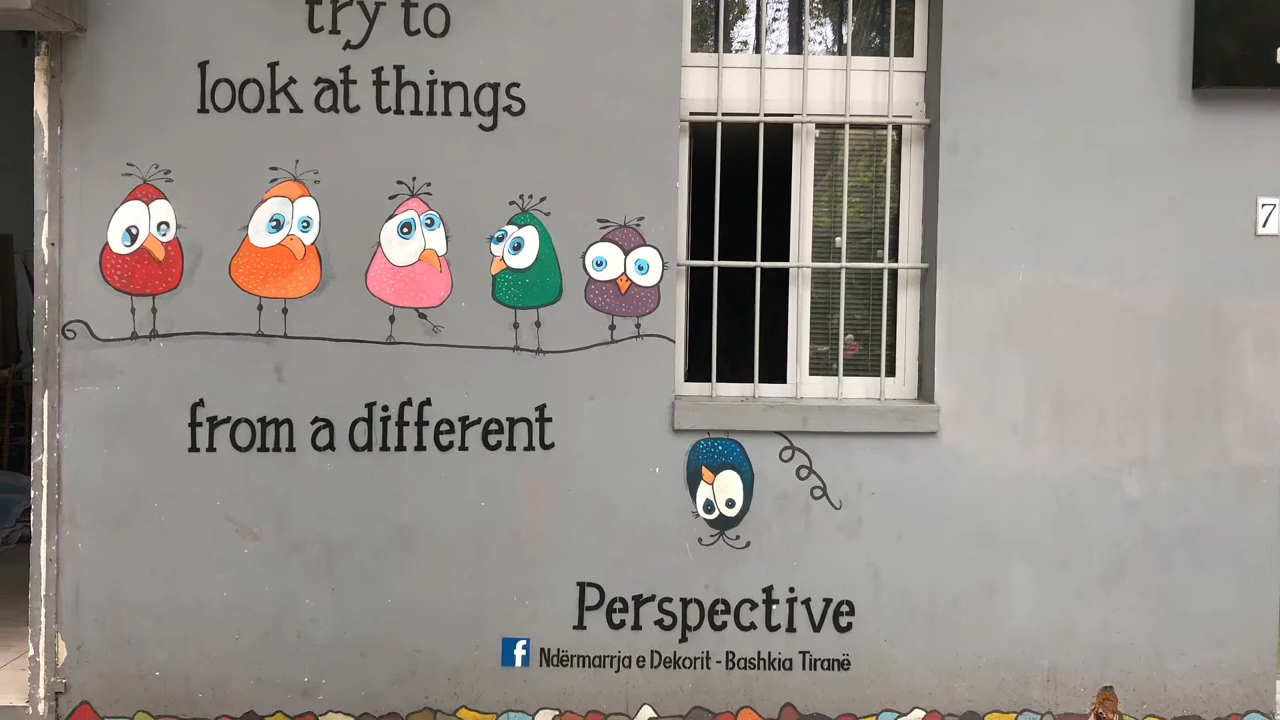 try to
look at things
from a different
Perspective
f Ndërmarrja e Dekorit - Bashkia Tiranë
7